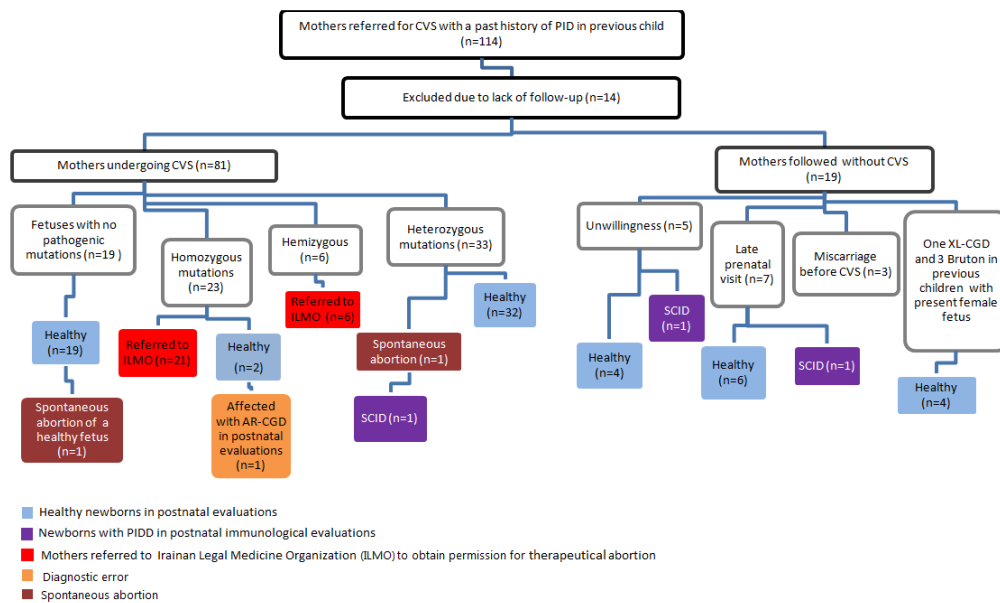 Mothers referred for CVS with a past history of PID in previous child
(n=114)
Excluded due to lack of follow-up (n=14)
Mothers undergoing CVS (n=81)
Mothers followed without CVS
(n=19)
Fetuses with no
pathogenic
mutations (n=19 )
Homozygous
mutations
(n=23)
Hemizygous
(n=6)
Heterozygous
mutations (n=33)
Unwillingness (n=5)
Late
prenatal
visit (n=7)
Miscarriage
before CVS (n=3)
One XL-CGD
and 3 Bruton in
previous
children with
present female
fetus
Healthy
(n=19)
Referred to
ILMO (n=21)
Healthy
(n=2)
Referred to
ILMO (n=6)
Spontaneous
abortion (n=1)
Healthy
(n=32)
Healthy
(n=4)
SCID
(n=1)
Healthy
(n=6)
SCID (n=1)
Healthy
(n=4)
Spontaneous
abortion of a
healthy fetus
(n=1)
Affected
with AR-CGD
in postnatal
evaluations
(n=1)
SCID (n=1)
Healthy newborns in postnatal evaluations
Newborns with PIDD in postnatal immunological evaluations
Mothers referred to Irainan Legal Medicine Organization (ILMO) to obtain permission for therapeutical abortion
Diagnostic error
Spontaneous abortion